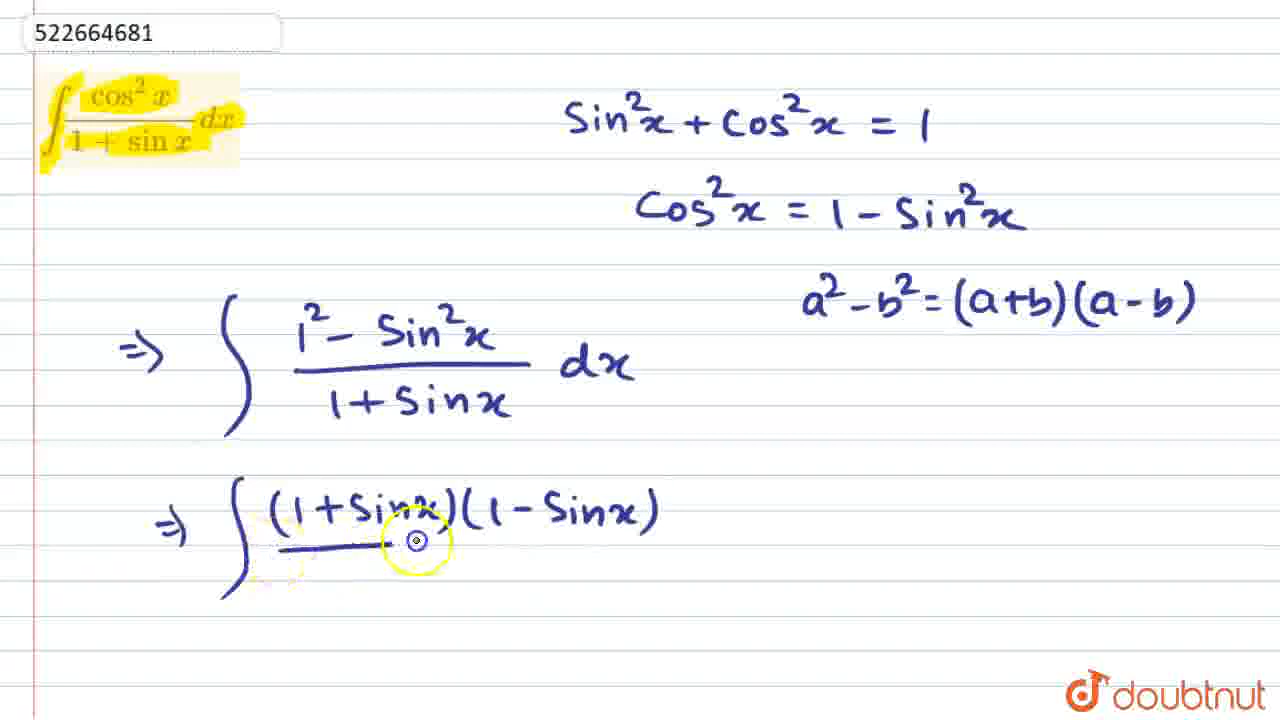 522664681
∫ cos² x / 1 + sin x dx
Sin²x + Cos²x = 1
Cos²x = 1 - Sin²x
a² - b² = (a+b)(a-b)
⇒ ∫ 1² - Sin²x / 1 + Sinx dx
⇒ ∫ (1 + Sinx)(1 - Sinx)
doubtnut